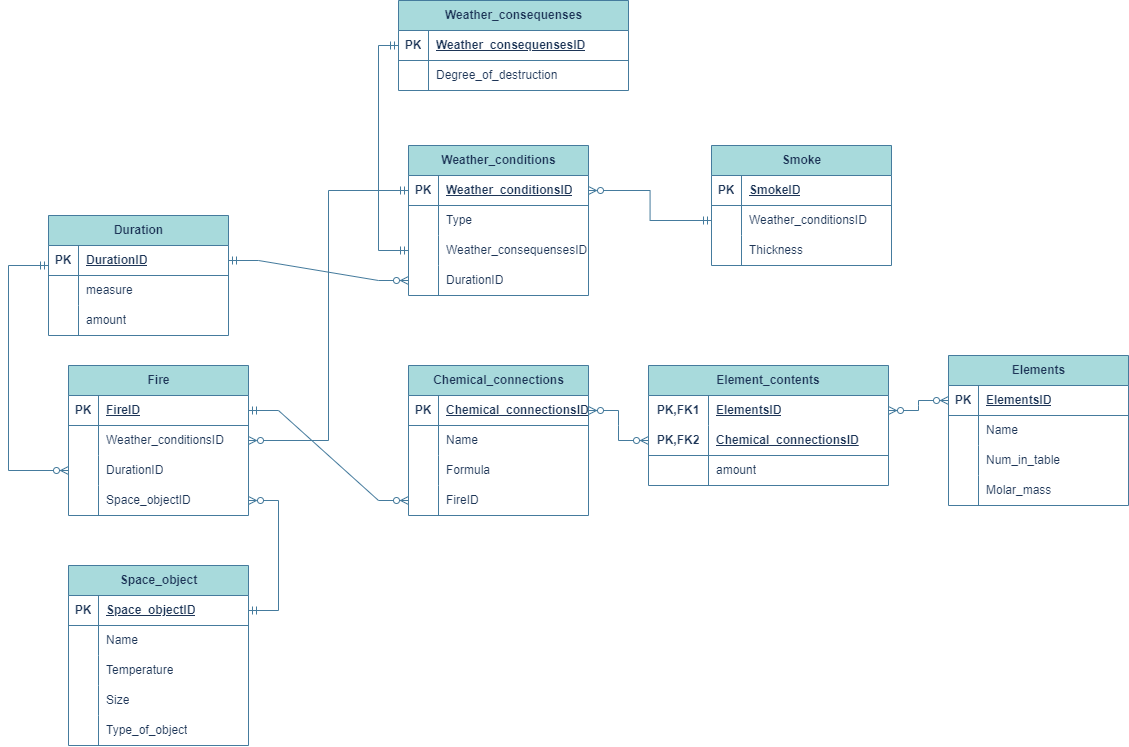 Weather_consequenses
PK Weather_consequensesID
Degree_of_destruction
Weather_conditions
PK Weather_conditionsID
Type
Weather_consequensesID
DurationID
Smoke
PK SmokeID
Weather_conditionsID
Thickness
Duration
PK DurationID
measure
amount
Fire
PK FireID
Weather_conditionsID
DurationID
Space_objectID
Chemical_connections
PK Chemical_connectionsID
Name
Formula
FireID
Element_contents
PK,FK1 ElementsID
PK,FK2 Chemical_connectionsID
amount
Elements
PK ElementsID
Name
Num_in_table
Molar_mass
Space_object
PK Space_objectID
Name
Temperature
Size
Type_of_object